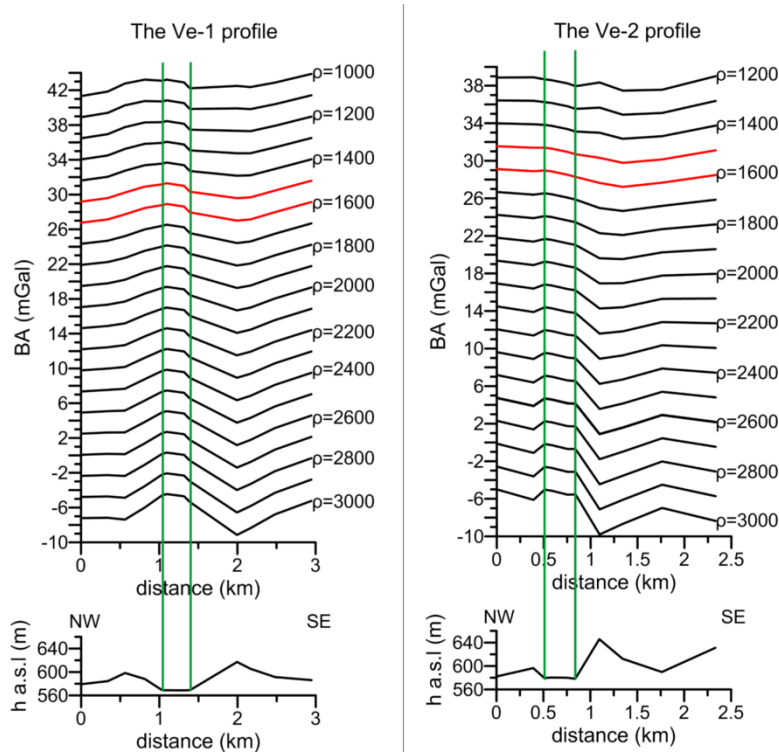 The Ve-1 profile
ρ=1000
ρ=1200
ρ=1400
ρ=1600
ρ=1800
ρ=2000
ρ=2200
ρ=2400
ρ=2600
ρ=2800
ρ=3000
BA (mGal)
42
38
34
30
26
22
18
14
10
6
2
-2
-6
-10
0 1 2 3
distance (km)
NW SE
h a.s.l (m)
640
600
560
0 1 2 3
distance (km)
The Ve-2 profile
ρ=1200
ρ=1400
ρ=1600
ρ=1800
ρ=2000
ρ=2200
ρ=2400
ρ=2600
ρ=2800
ρ=3000
BA (mGal)
38
34
30
26
22
18
14
10
6
2
-2
-6
-10
0 0.5 1 1.5 2 2.5
distance (km)
NW SE
h a.s.l (m)
640
600
560
0 0.5 1 1.5 2 2.5
distance (km)